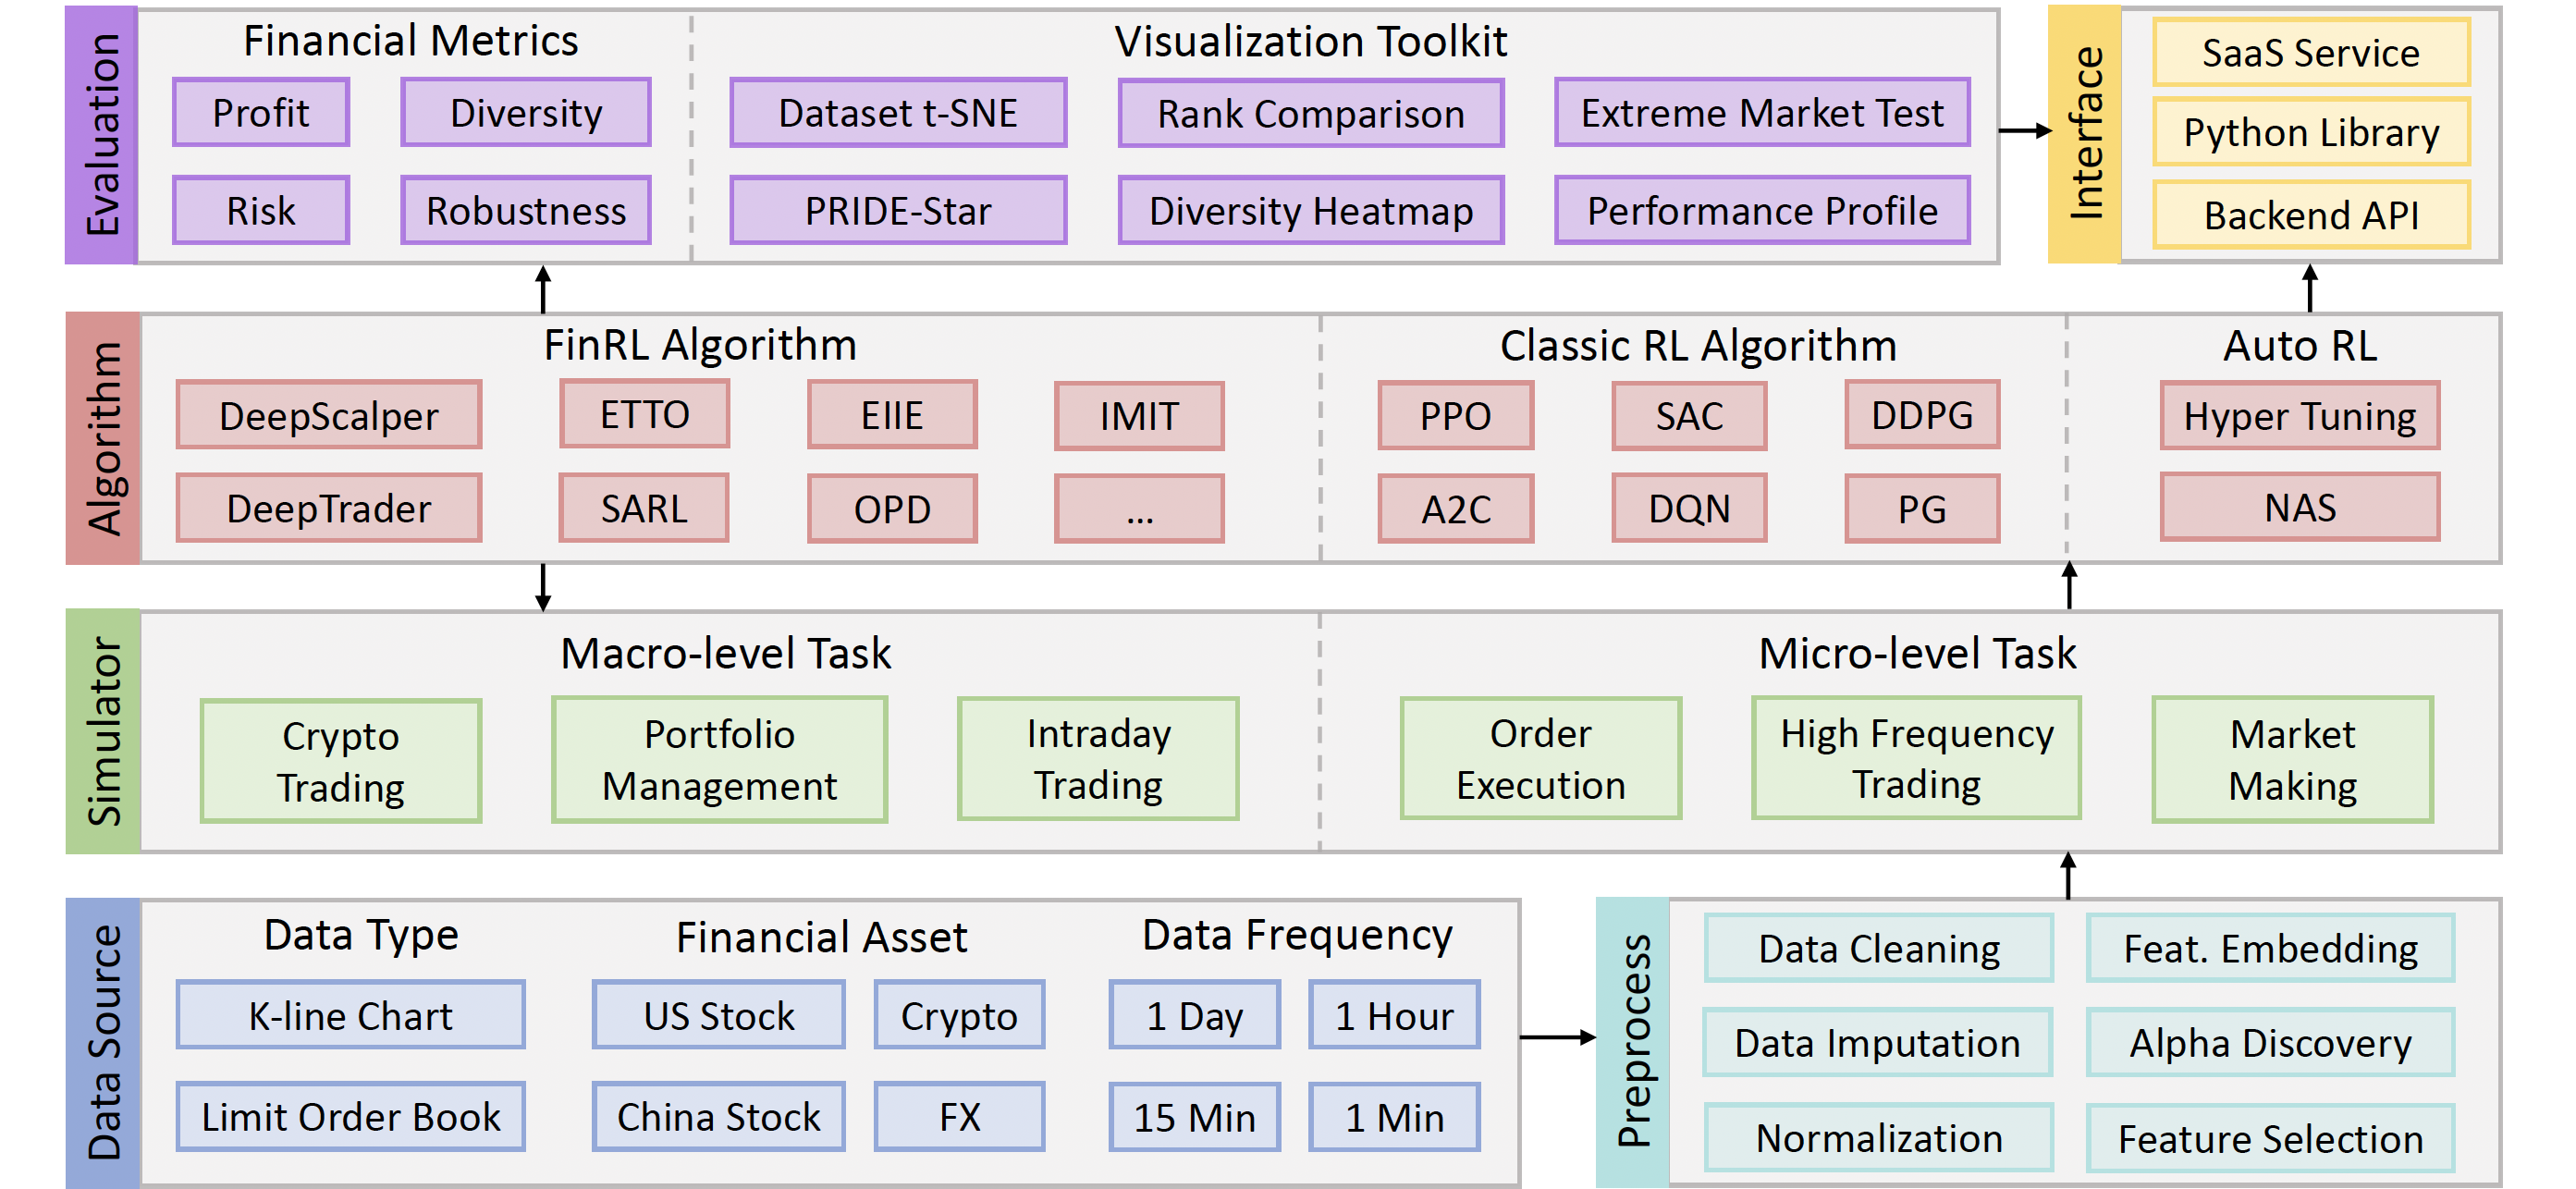 Evaluation
Financial Metrics
Profit
Diversity
Risk
Robustness
Visualization Toolkit
Dataset t-SNE
Rank Comparison
Extreme Market Test
PRIDE-Star
Diversity Heatmap
Performance Profile
Interface
SaaS Service
Python Library
Backend API
Algorithm
FinRL Algorithm
DeepScalper
ETTO
EIIE
IMIT
DeepTrader
SARL
OPD
...
Classic RL Algorithm
PPO
SAC
DDPG
A2C
DQN
PG
Auto RL
Hyper Tuning
NAS
Simulator
Macro-level Task
Crypto
Trading
Portfolio
Management
Intraday
Trading
Micro-level Task
Order
Execution
High Frequency
Trading
Market
Making
Data Source
Data Type
K-line Chart
Limit Order Book
Financial Asset
US Stock
Crypto
China Stock
FX
Data Frequency
1 Day
1 Hour
15 Min
1 Min
Preprocess
Data Cleaning
Feat. Embedding
Data Imputation
Alpha Discovery
Normalization
Feature Selection